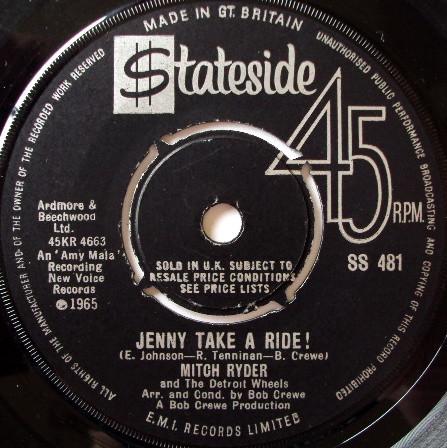 MADE IN GT. BRITAIN
UNAUTHORISED PUBLIC PERFORMANCE BROADCASTING AND COPYING OF THIS RECORD PROHIBITED
ALL RIGHTS OF THE MANUFACTURER AND OF THE OWNER OF THE RECORDED WORK RESERVED
$tateside
45 R.P.M.
Ardmore &
Beechwood
Ltd.
45KR 4663
An 'Amy Mala'
Recording
New Voice
Records
℗1965
SS 481
SOLD IN U.K. SUBJECT TO
RESALE PRICE CONDITIONS
SEE PRICE LISTS
JENNY TAKE A RIDE!
(E. Johnson—R. Tenninan—B. Crewe)
MITCH RYDER
and The Detroit Wheels
Arr. and Cond. by Bob Crewe
A Bob Crewe Production
E.M.I. RECORDS LIMITED